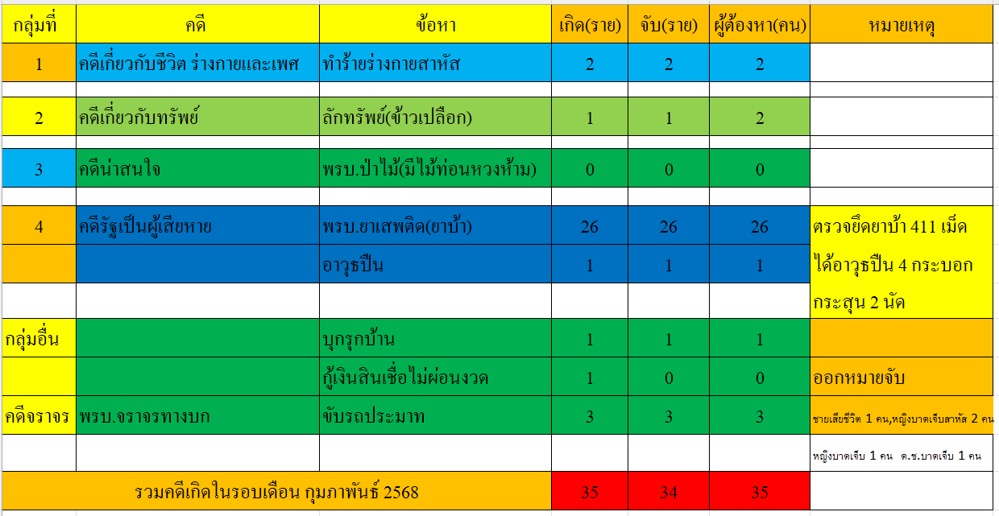 กลุ่มที่ คดี ข้อหา เกิด(ราย) จับ(ราย) ผู้ต้องหา(คน) หมายเหตุ
1 คดีเกี่ยวกับชีวิต ร่างกายและเพศ ทำร้ายร่างกายสาหัส 2 2 2
2 คดีเกี่ยวกับทรัพย์ ลักทรัพย์(ข้าวเปลือก) 1 1 2
3 คดีน่าสนใจ พรบ.ป่าไม้(มีไม้ท่อนหวงห้าม) 0 0 0
4 คดีรัฐเป็นผู้เสียหาย พรบ.ยาเสพติด(ยาบ้า) 26 26 26 ตรวจยึดยาบ้า 411 เม็ด
อาวุธปืน 1 1 1 ได้อาวุธปืน 4 กระบอก
กระสุน 2 นัด
กลุ่มอื่น บุกรุกบ้าน 1 1 1
กู้เงินสินเชื่อไม่ผ่อนงวด 1 0 0 ออกหมายจับ
คดีจราจร พรบ.จราจรทางบก ขับรถประมาท 3 3 3 ชายเสียชีวิต 1 คน,หญิงบาดเจ็บสาหัส 2 คน
หญิงบาดเจ็บ 1 คน ด.ช.บาดเจ็บ 1 คน
รวมคดีเกิดในรอบเดือน กุมภาพันธ์ 2568 35 34 35